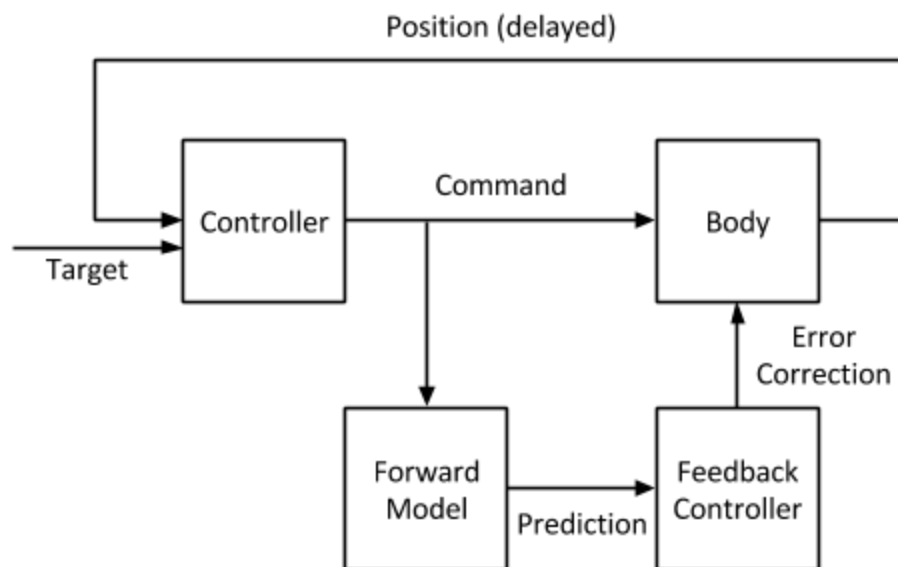 Position (delayed)
Command
Controller
Body
Target
Error
Correction
Forward
Model
Feedback
Controller
Prediction